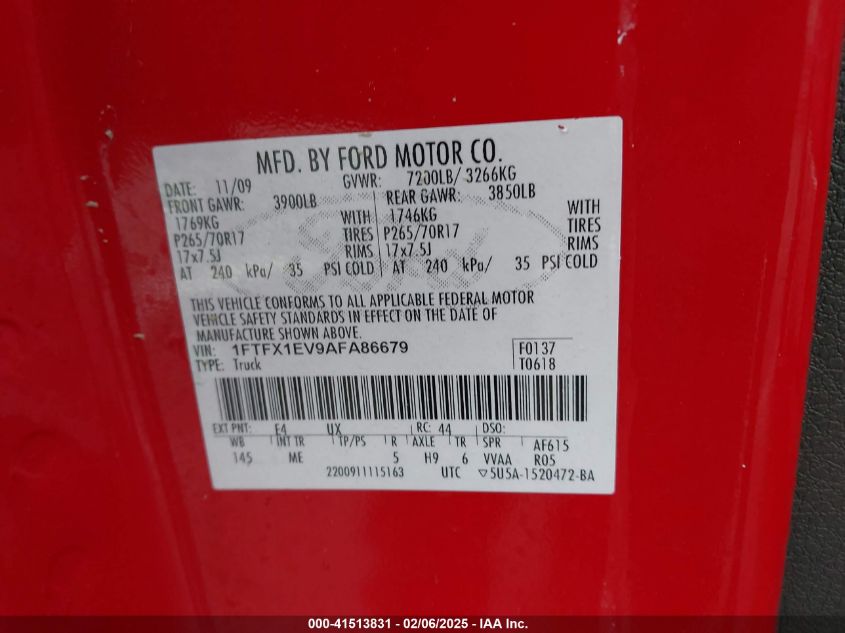 MFD. BY FORD MOTOR CO.
DATE: 11/09 GVWR: 7200LB/ 3266KG
FRONT GAWR: 3900LB REAR GAWR: 3850LB
1769KG WITH 1746KG WITH
P265/70R17 TIRES P265/70R17 TIRES
17x7.5J RIMS 17x7.5J RIMS
AT 240 kPa/ 35 PSI COLD AT 240 kPa/ 35 PSI COLD
Ford
THIS VEHICLE CONFORMS TO ALL APPLICABLE FEDERAL MOTOR
VEHICLE SAFETY STANDARDS IN EFFECT ON THE DATE OF
MANUFACTURE SHOWN ABOVE.
VIN: 1FTFX1EV9AFA86679 F0137
TYPE: Truck T0618
EXT PNT: E4 UX RC: 44 DSO:
WB INT TR TP/PS R AXLE TR SPR AF615
145 ME 5 H9 6 VVAA R05
2200911115163 UTC ▽5U5A-1520472-BA
000-41513831 - 02/06/2025 - IAA Inc.